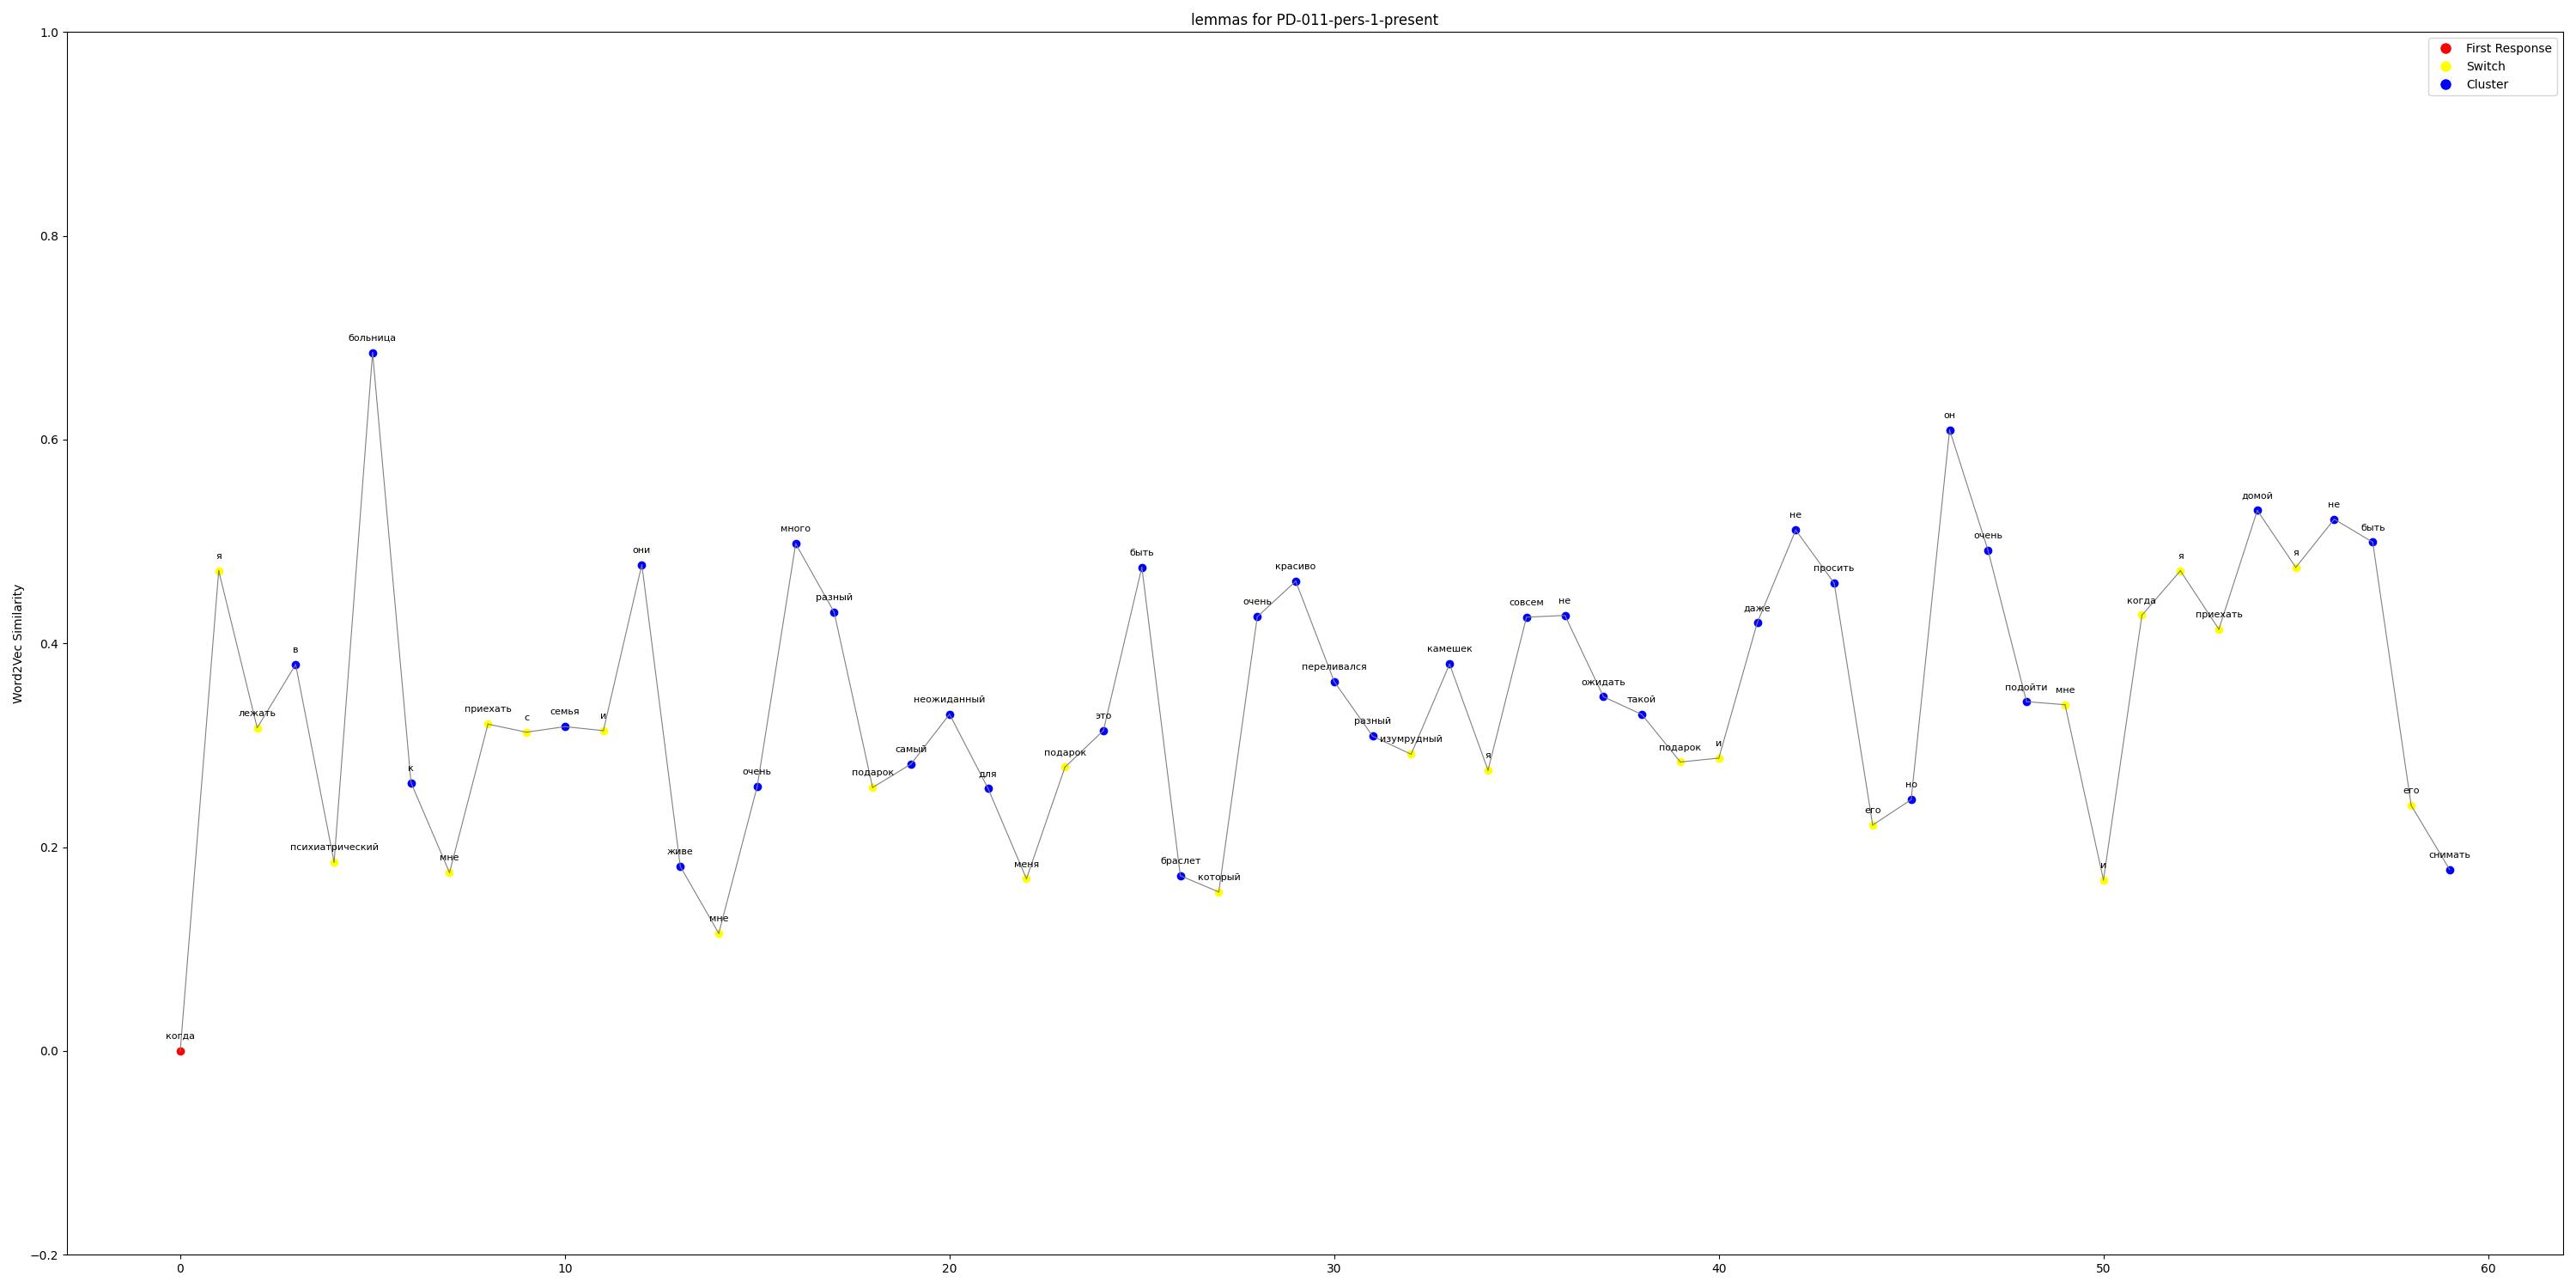 lemmas for PD-011-pers-1-present
First Response
Switch
Cluster
Word2Vec Similarity
1.0
0.8
0.6
0.4
0.2
0.0
−0.2
когда
я
лежать
в
психиатрический
больница
к
мне
приехать
с
семья
и
они
живе
мне
очень
много
разный
подарок
самый
неожиданный
для
меня
подарок
это
быть
браслет
который
очень
красиво
переливался
разный
изумрудный
камешек
я
совсем
не
ожидать
такой
подарок
и
даже
не
просить
его
но
он
очень
подойти
мне
и
когда
я
приехать
домой
я
не
быть
его
снимать
0
10
20
30
40
50
60